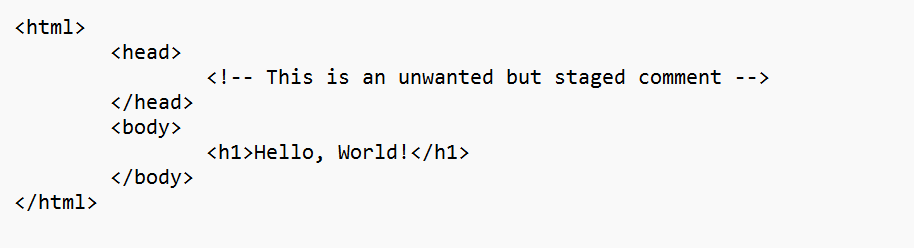 <html>
<head>
<!-- This is an unwanted but staged comment -->
</head>
<body>
<h1>Hello, World!</h1>
</body>
</html>